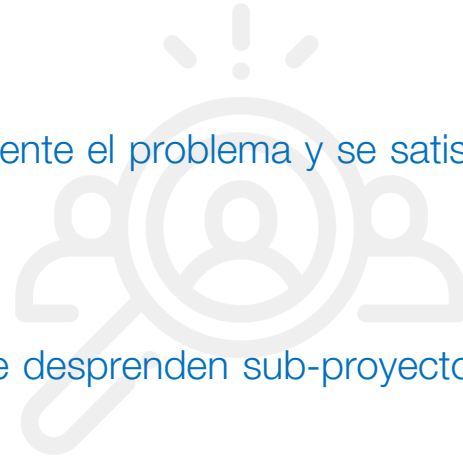 ente el problema y se satis
e desprenden sub-proyecto